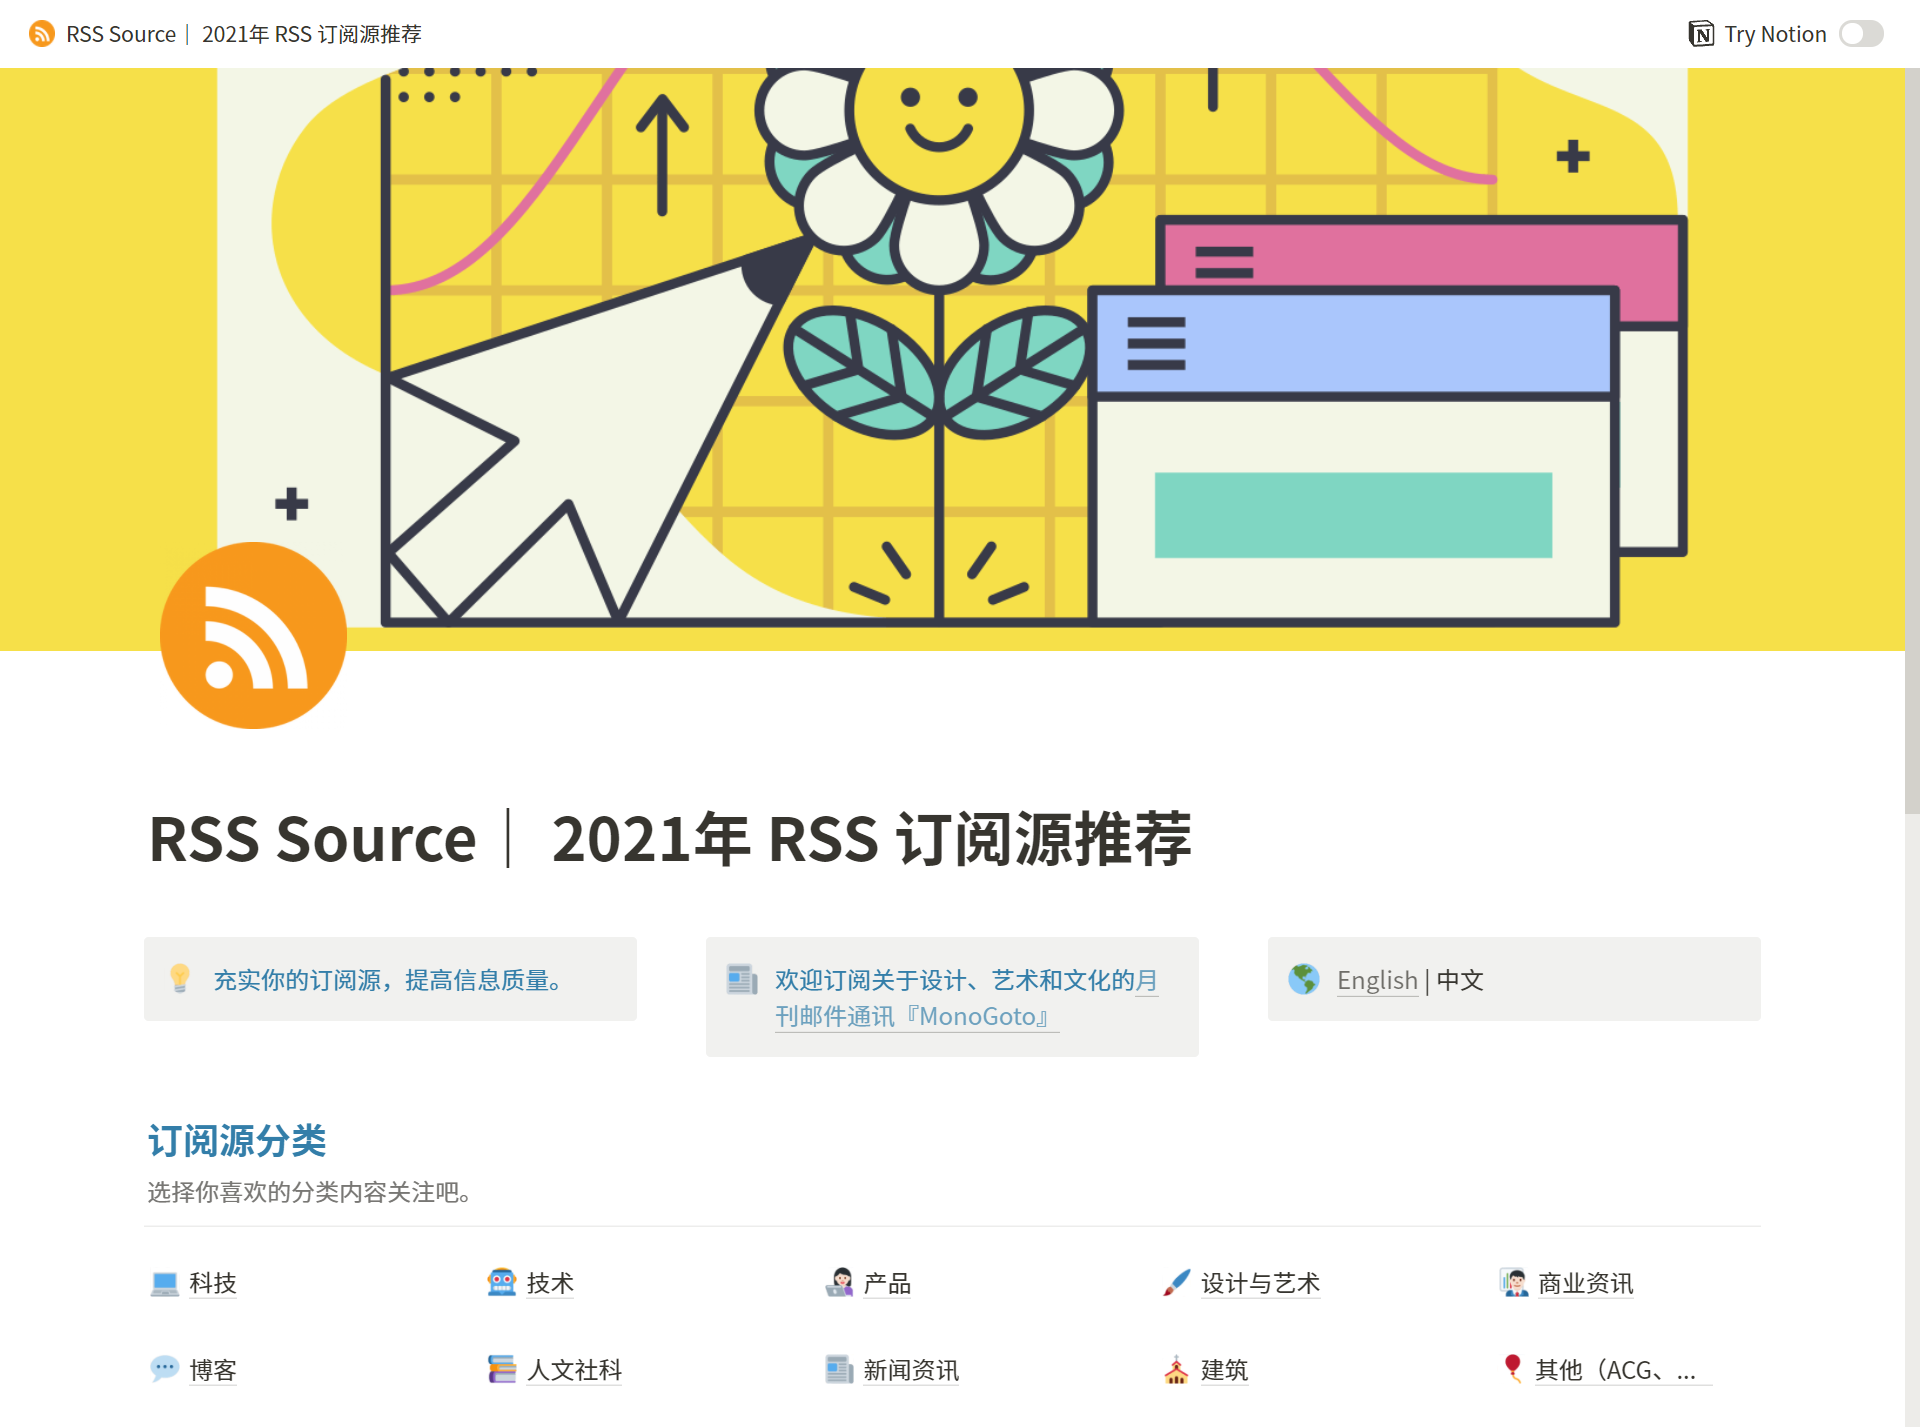 RSS Source｜ 2021年 RSS 订阅源推荐
Try Notion
RSS Source｜ 2021年 RSS 订阅源推荐
充实你的订阅源，提高信息质量。
欢迎订阅关于设计、艺术和文化的月
刊邮件通讯『MonoGoto』
English | 中文
订阅源分类
选择你喜欢的分类内容关注吧。
科技
技术
产品
设计与艺术
商业资讯
博客
人文社科
新闻资讯
建筑
其他（ACG、...